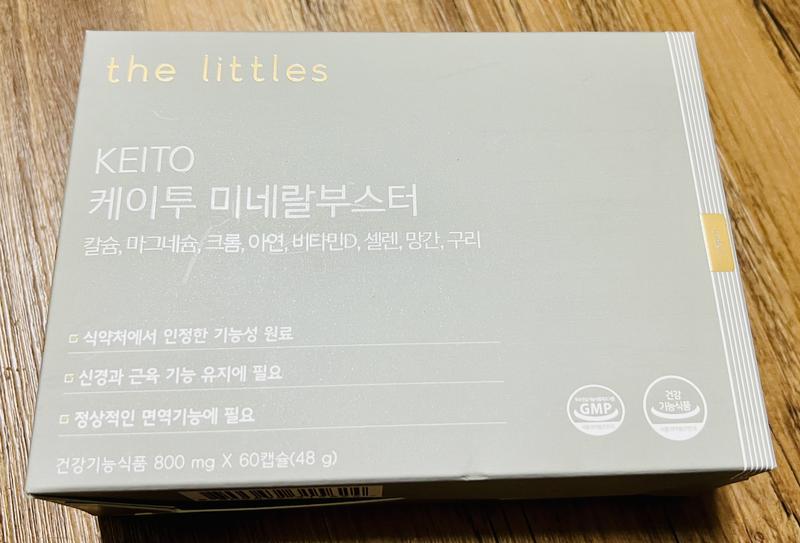 the littles
KEITO
케이투 미네랄부스터
칼슘, 마그네슘, 크롬, 아연, 비타민D, 셀렌, 망간, 구리
식약처에서 인정한 기능성 원료
신경과 근육 기능 유지에 필요
정상적인 면역기능에 필요
GMP
건강
기능식품
건강기능식품 800 mg X 60캡슐(48 g)